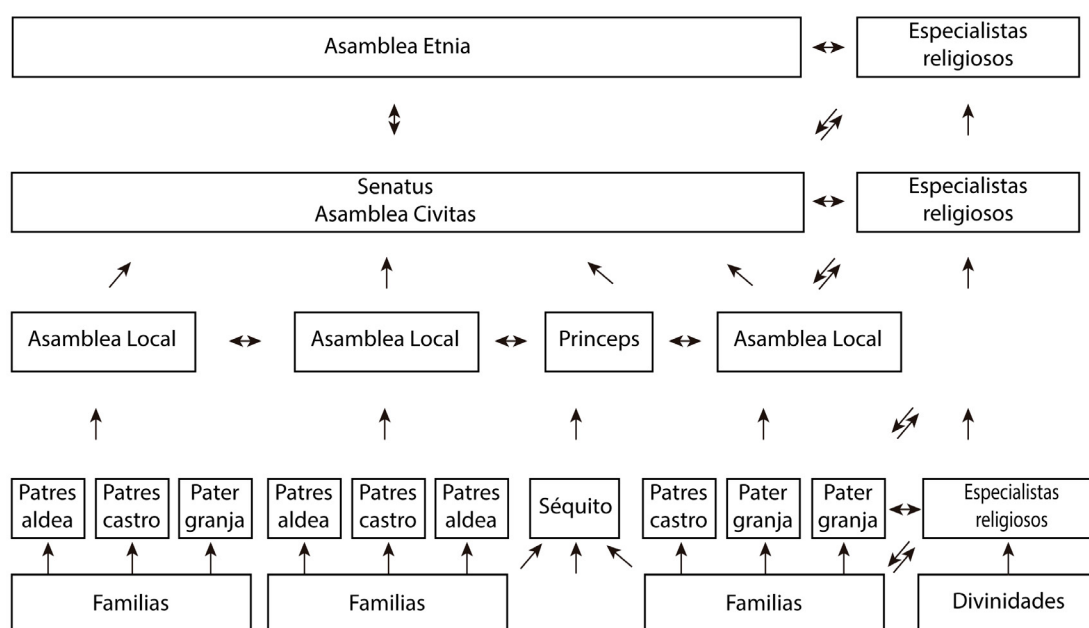 Asamblea Etnia
Especialistas
religiosos
Senatus
Asamblea Civitas
Especialistas
religiosos
Asamblea Local
Asamblea Local
Princeps
Asamblea Local
Patres
aldea
Patres
castro
Pater
granja
Patres
aldea
Patres
castro
Patres
aldea
Séquito
Patres
castro
Pater
granja
Pater
granja
Especialistas
religiosos
Familias
Familias
Familias
Divinidades